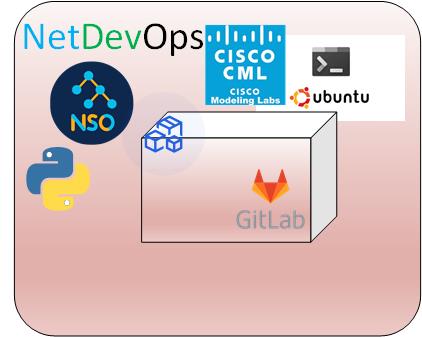 NetDevOps
CISCO
CML
CISCO
Modeling Labs
ubuntu
NSO
GitLab